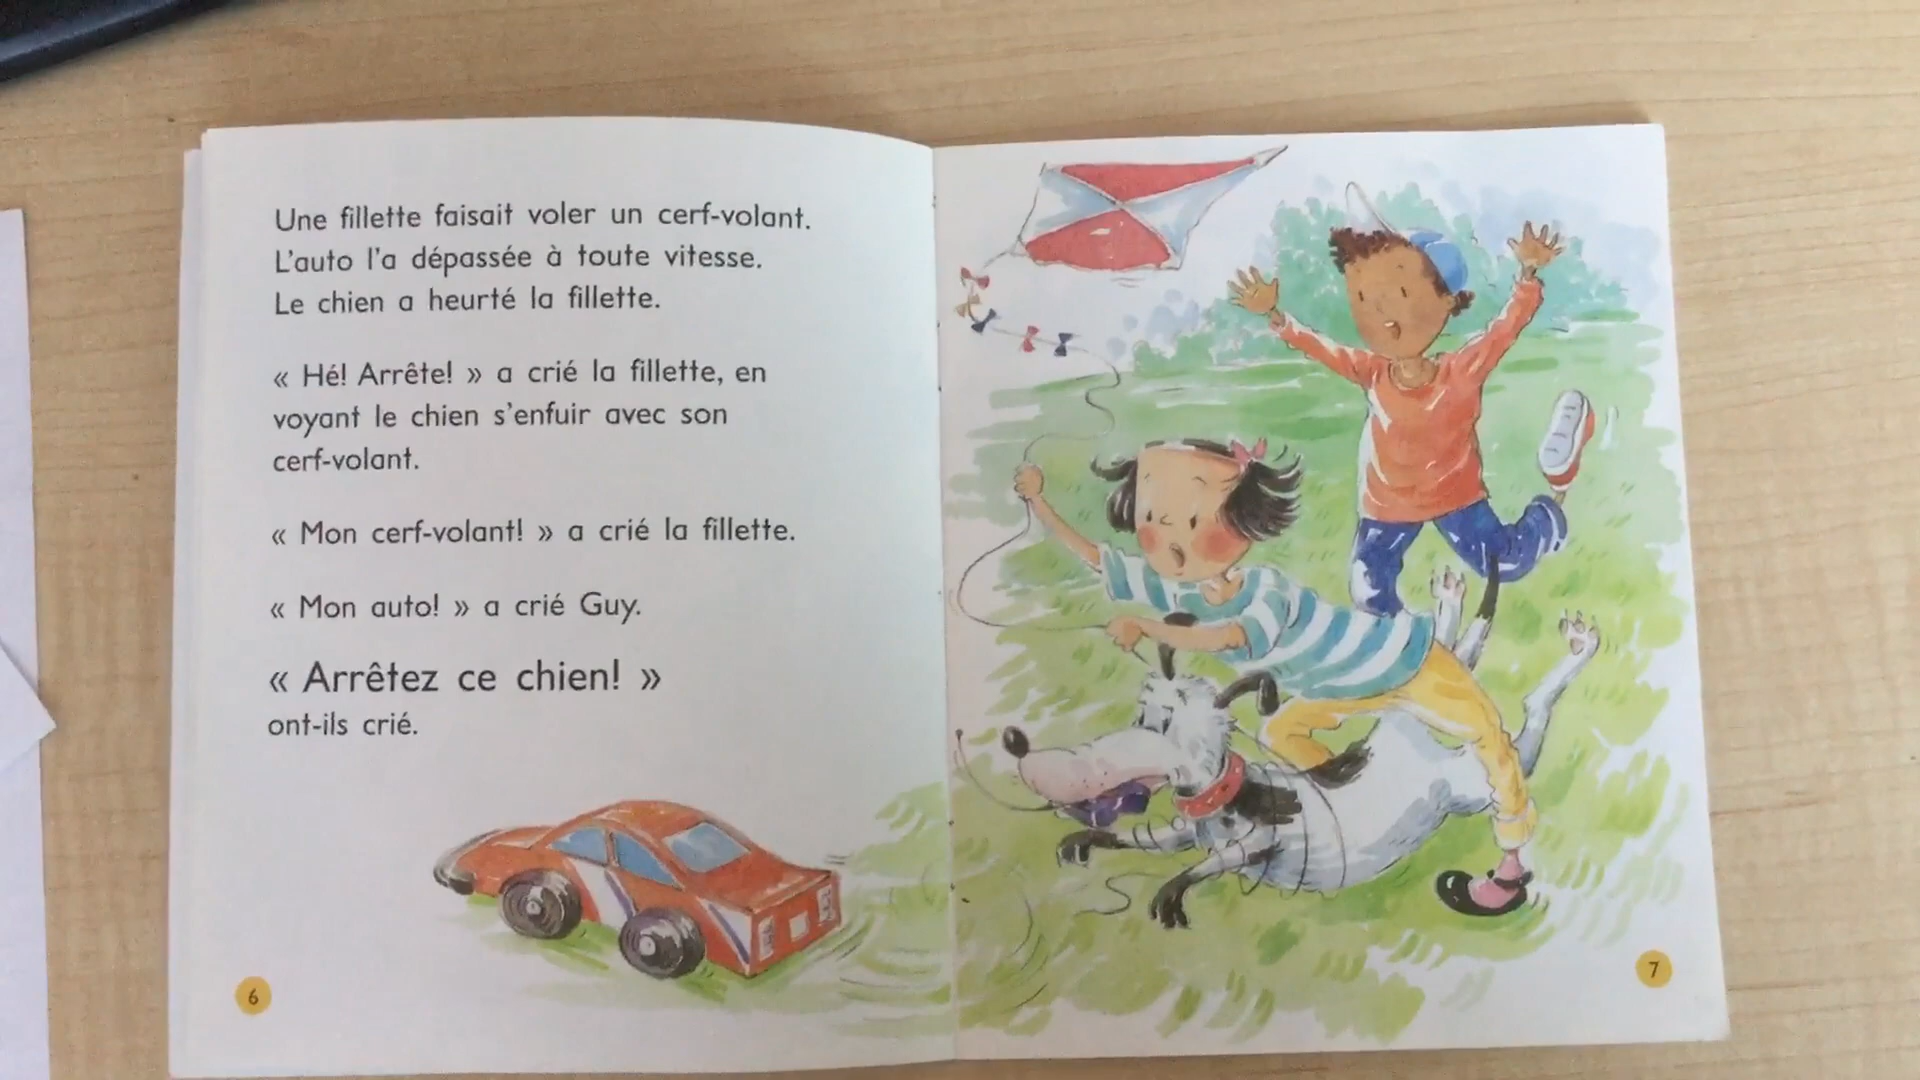 Une fillette faisait voler un cerf-volant.
L'auto l'a dépassée à toute vitesse.
Le chien a heurté la fillette.
« Hé! Arrête! » a crié la fillette, en
voyant le chien s'enfuir avec son
cerf-volant.
« Mon cerf-volant! » a crié la fillette.
« Mon auto! » a crié Guy.
« Arrêtez ce chien! »
ont-ils crié.
6
7